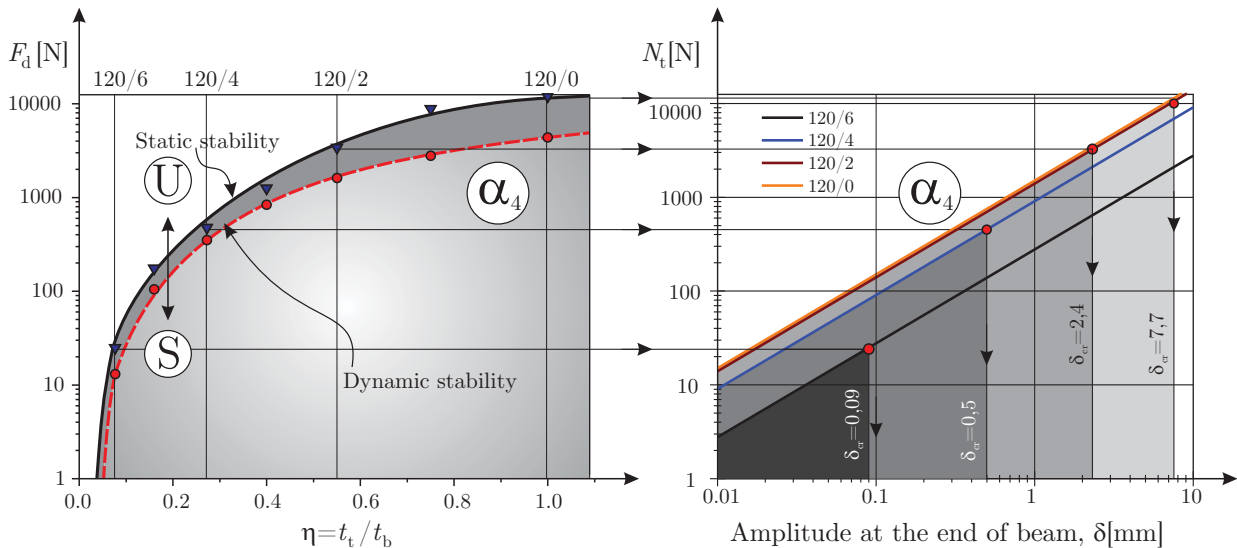 F_d[N]
120/6 120/4 120/2 120/0
10000
1000
100
10
1
Static stability
U
S
α_4
Dynamic stability
0.0 0.2 0.4 0.6 0.8 1.0
η=t_t/t_b
N_t[N]
10000
1000
100
10
1
120/6
120/4
120/2
120/0
α_4
δ_cr=0,09
δ_cr=0,5
δ_cr=2,4
δ_cr=7,7
0.01 0.1 1 10
Amplitude at the end of beam, δ[mm]